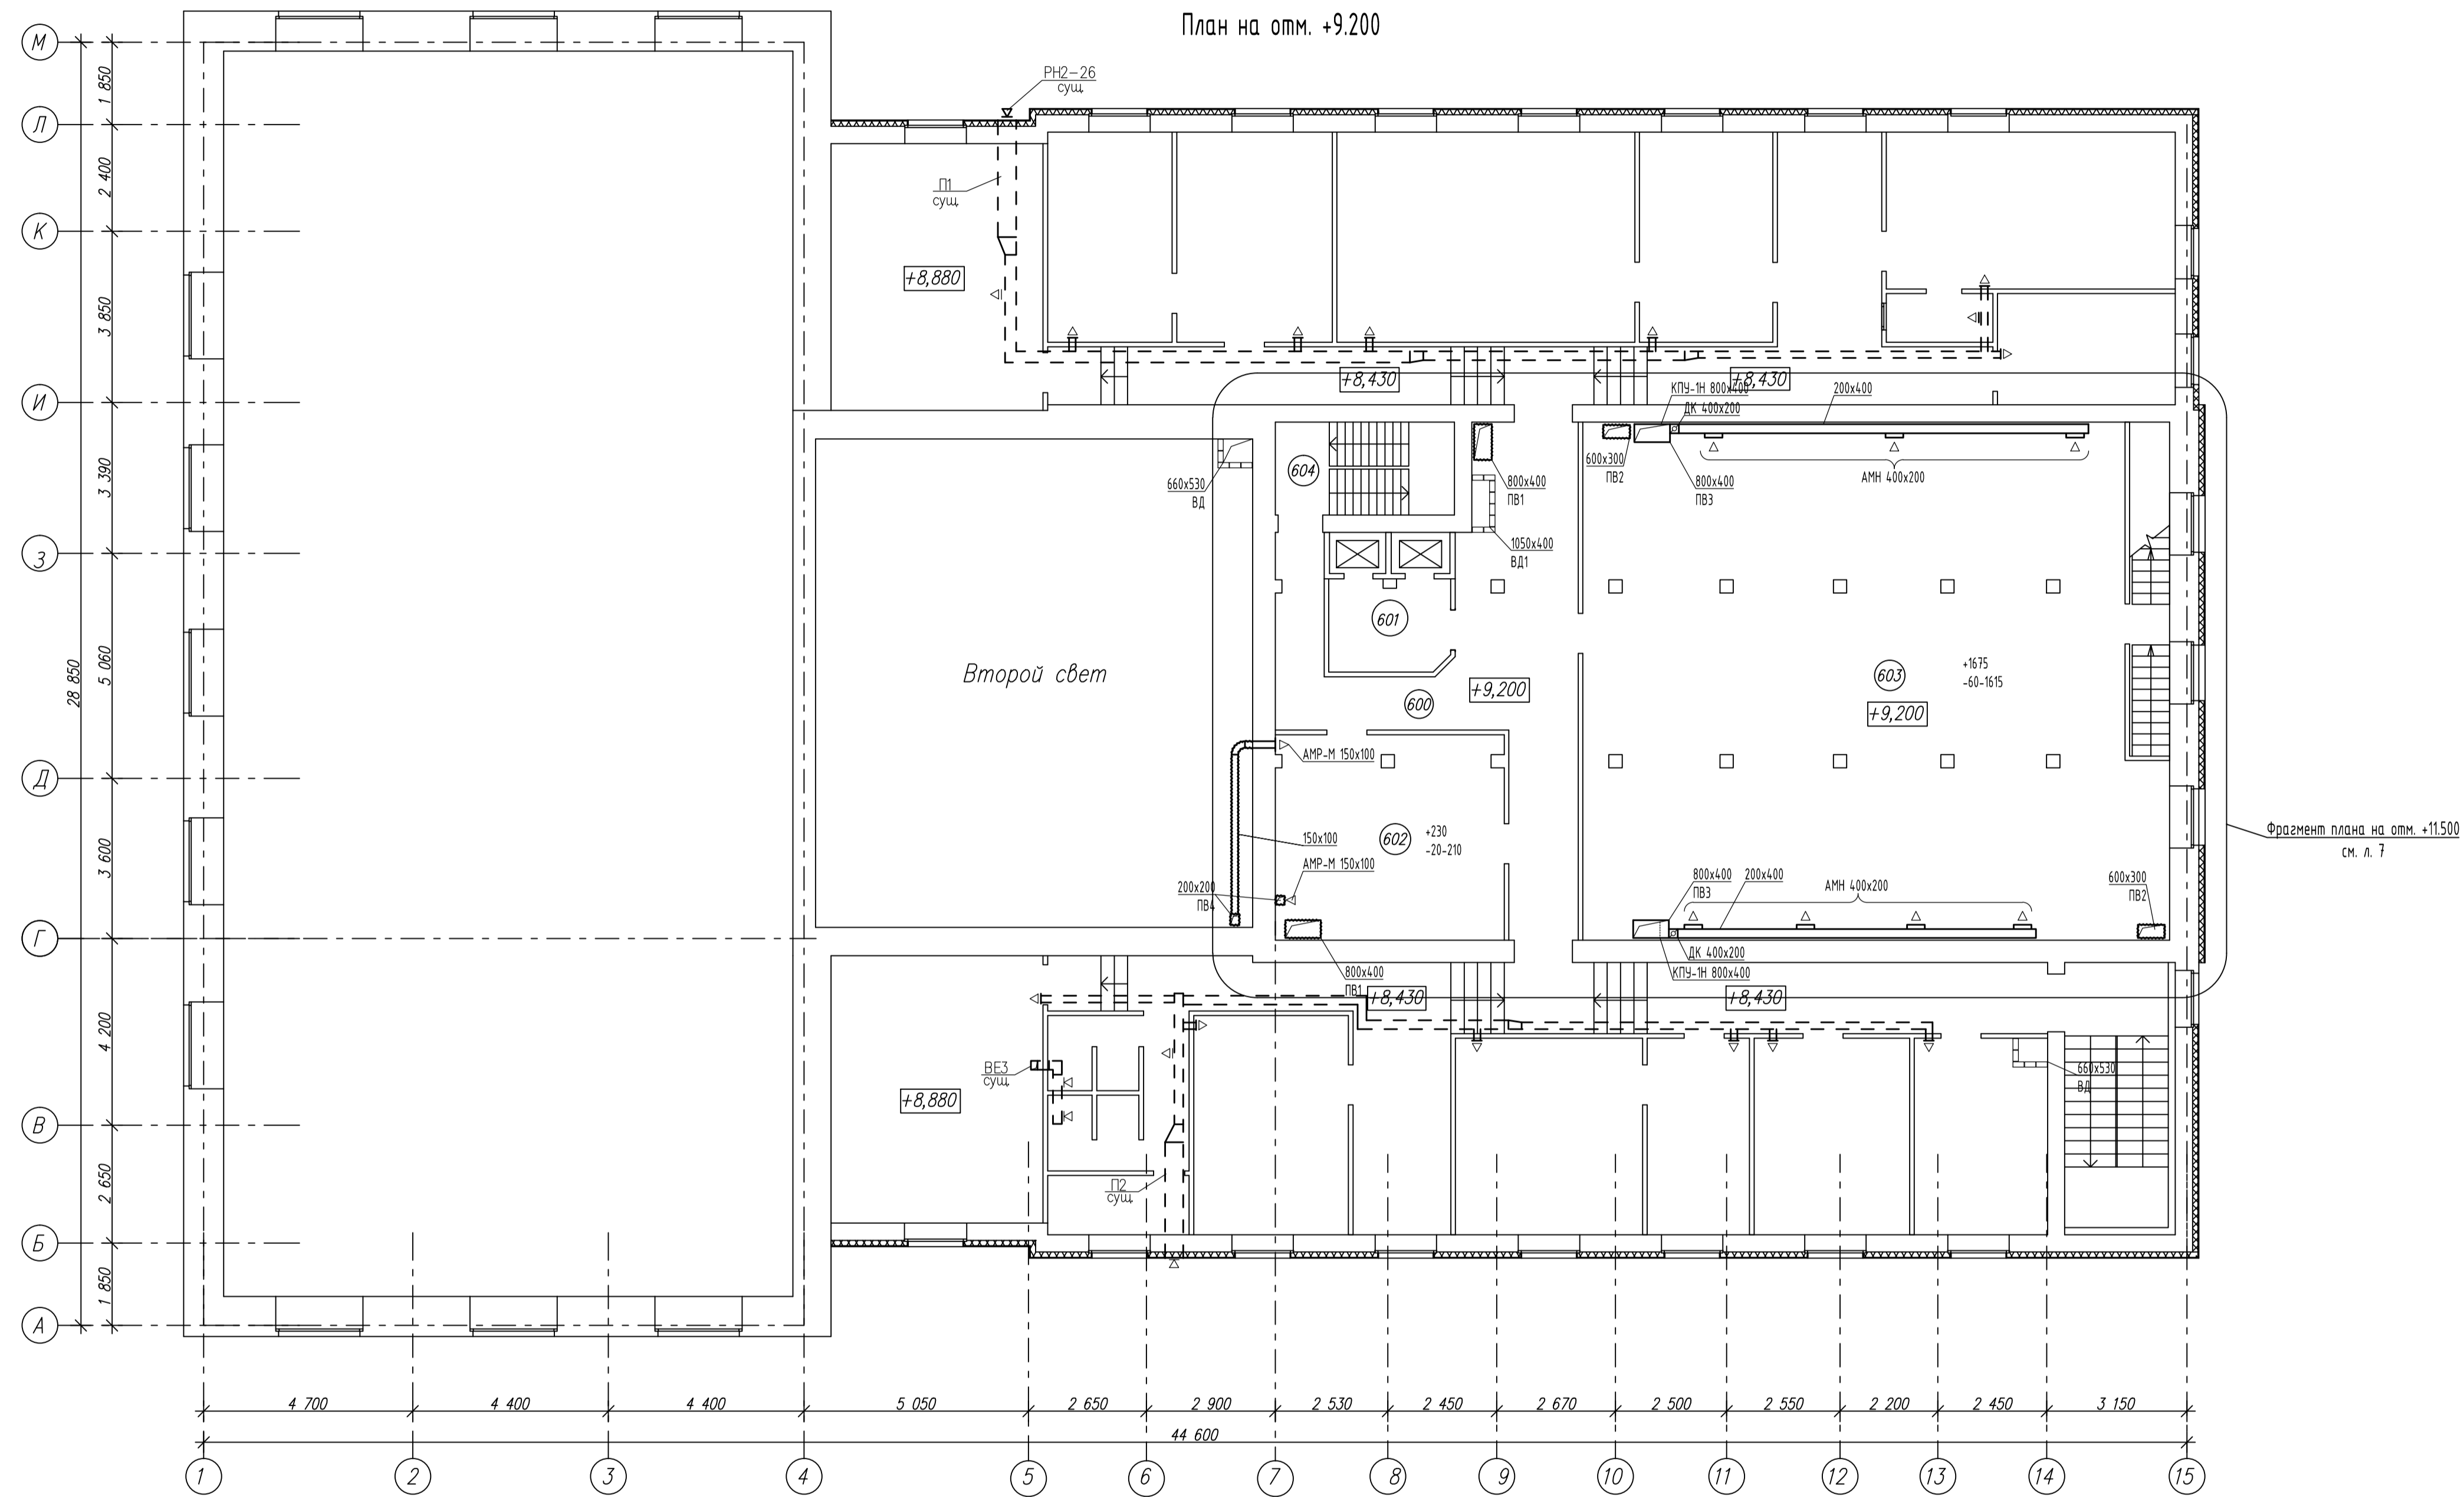 План на отм. +9.200
М
Л
К
И
З
Д
Г
В
Б
А
28 850
1 850
2 400
3 850
3 390
5 060
3 600
4 200
2 650
1 850
РН2-26
сущ.
П1
сущ.
+8,880
+8,430
+8,430
КПУ-1Н 800х400
ДК 400х200
200х400
600х300
ПВ2
800х400
ПВ3
АМН 400х200
604
800х400
ПВ1
660х530
ВД
1050х400
ВД1
601
Второй свет
603
+1675
-60-1615
+9,200
600
+9,200
АМР-М 150х100
150х100
602
+230
-20-210
АМР-М 150х100
200х200
ПВ4
800х400
ПВ3
200х400
АМН 400х200
600х300
ПВ2
Фрагмент плана на отм. +11.500
см. л. 7
ДК 400х200
КПУ-1Н 800х400
800х400
ПВ1
+8,430
+8,430
ВЕ3
сущ.
+8,880
660х530
ВД
П2
сущ.
4 700
4 400
4 400
5 050
2 650
2 900
2 530
2 450
2 670
2 500
2 550
2 200
2 450
3 150
44 600
1
2
3
4
5
6
7
8
9
10
11
12
13
14
15